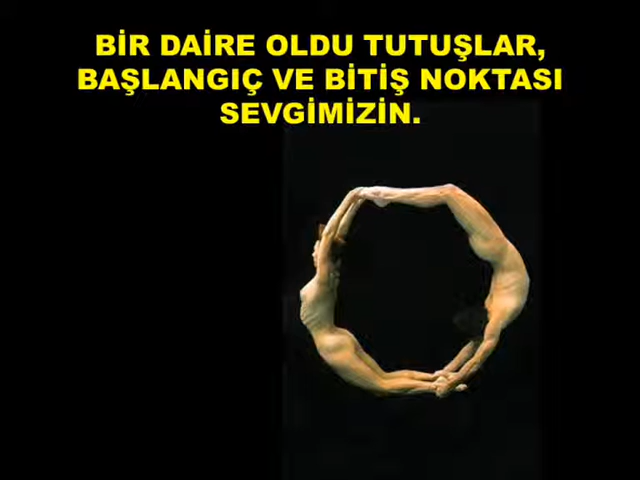 BİR DAİRE OLDU TUTUŞLAR,
BAŞLANGIÇ VE BİTİŞ NOKTASI
SEVGİMİZİN.